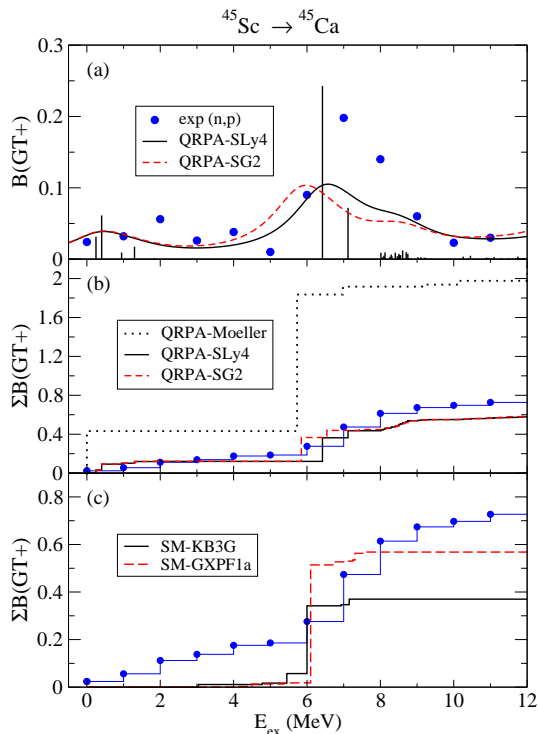 ⁴⁵Sc → ⁴⁵Ca
(a)
exp (n,p)
QRPA-SLy4
QRPA-SG2
B(GT+)
0.3
0.2
0.1
0
(b)
QRPA-Moeller
QRPA-SLy4
QRPA-SG2
ΣB(GT+)
2
1.6
1.2
0.8
0.4
0
(c)
SM-KB3G
SM-GXPF1a
ΣB(GT+)
0.8
0.6
0.4
0.2
0
0 2 4 6 8 10 12
E_ex (MeV)